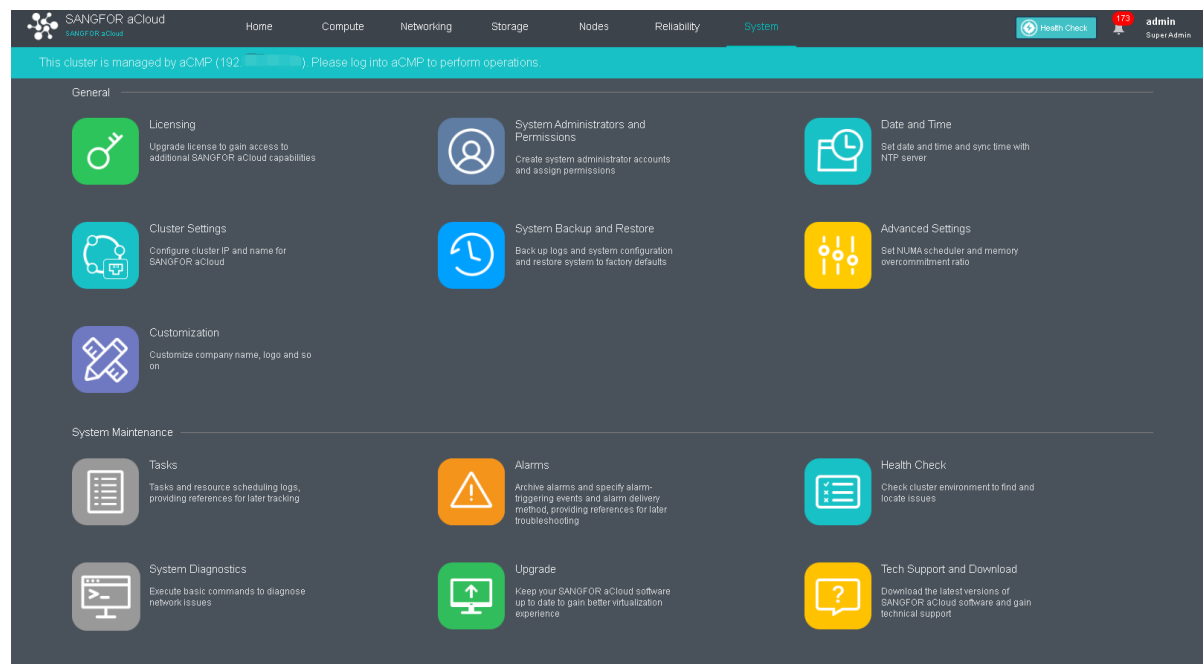 SANGFOR aCloud
SANGFOR aCloud
Home
Compute
Networking
Storage
Nodes
Reliability
System
Health Check
173
admin
Super Admin
This cluster is managed by aCMP (192. ). Please log into aCMP to perform operations.
General
Licensing
Upgrade license to gain access to
additional SANGFOR aCloud capabilities
System Administrators and
Permissions
Create system administrator accounts
and assign permissions
Date and Time
Set date and time and sync time with
NTP server
Cluster Settings
Configure cluster IP and name for
SANGFOR aCloud
System Backup and Restore
Back up logs and system configuration
and restore system to factory defaults
Advanced Settings
Set NUMA scheduler and memory
overcommitment ratio
Customization
Customize company name, logo and so
on
System Maintenance
Tasks
Tasks and resource scheduling logs,
providing references for later tracking
Alarms
Archive alarms and specify alarm-
triggering events and alarm delivery
method, providing references for later
troubleshooting
Health Check
Check cluster environment to find and
locate issues
System Diagnostics
Execute basic commands to diagnose
network issues
Upgrade
Keep your SANGFOR aCloud software
up to date to gain better virtualization
experience
Tech Support and Download
Download the latest versions of
SANGFOR aCloud software and gain
technical support